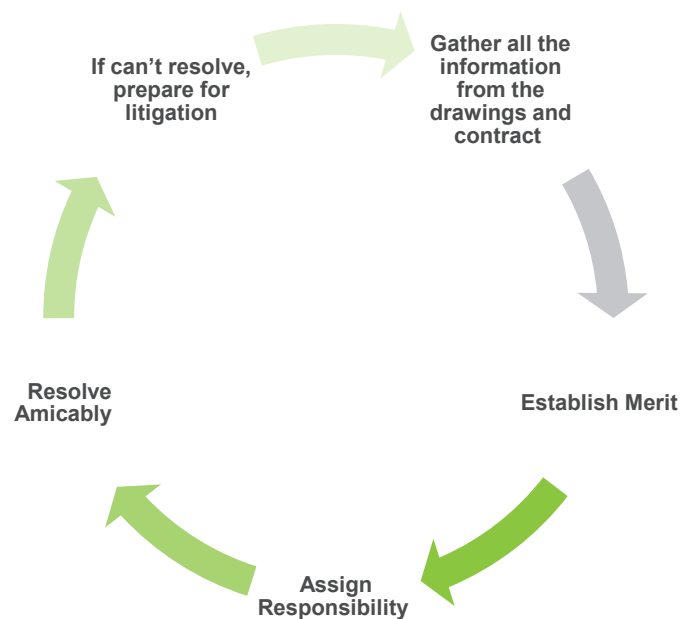 Gather all the
information
from the
drawings and
contract
Establish Merit
Assign
Responsibility
Resolve
Amicably
If can't resolve,
prepare for
litigation